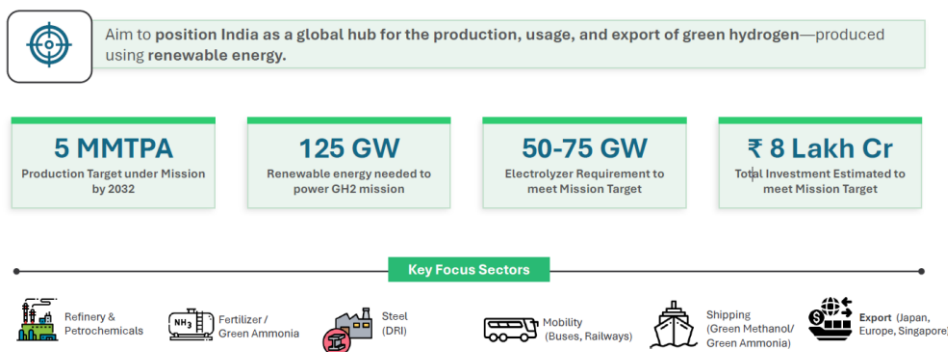 Aim to position India as a global hub for the production, usage, and export of green hydrogen—produced
using renewable energy.
5 MMTPA
Production Target under Mission
by 2032
125 GW
Renewable energy needed to
power GH2 mission
50-75 GW
Electrolyzer Requirement to
meet Mission Target
₹ 8 Lakh Cr
Total Investment Estimated to
meet Mission Target
Key Focus Sectors
Refinery &
Petrochemicals
NH3
Fertilizer /
Green Ammonia
Steel
(DRI)
Mobility
(Buses, Railways)
Shipping
(Green Methanol/
Green Ammonia)
$
Export (Japan,
Europe, Singapore)